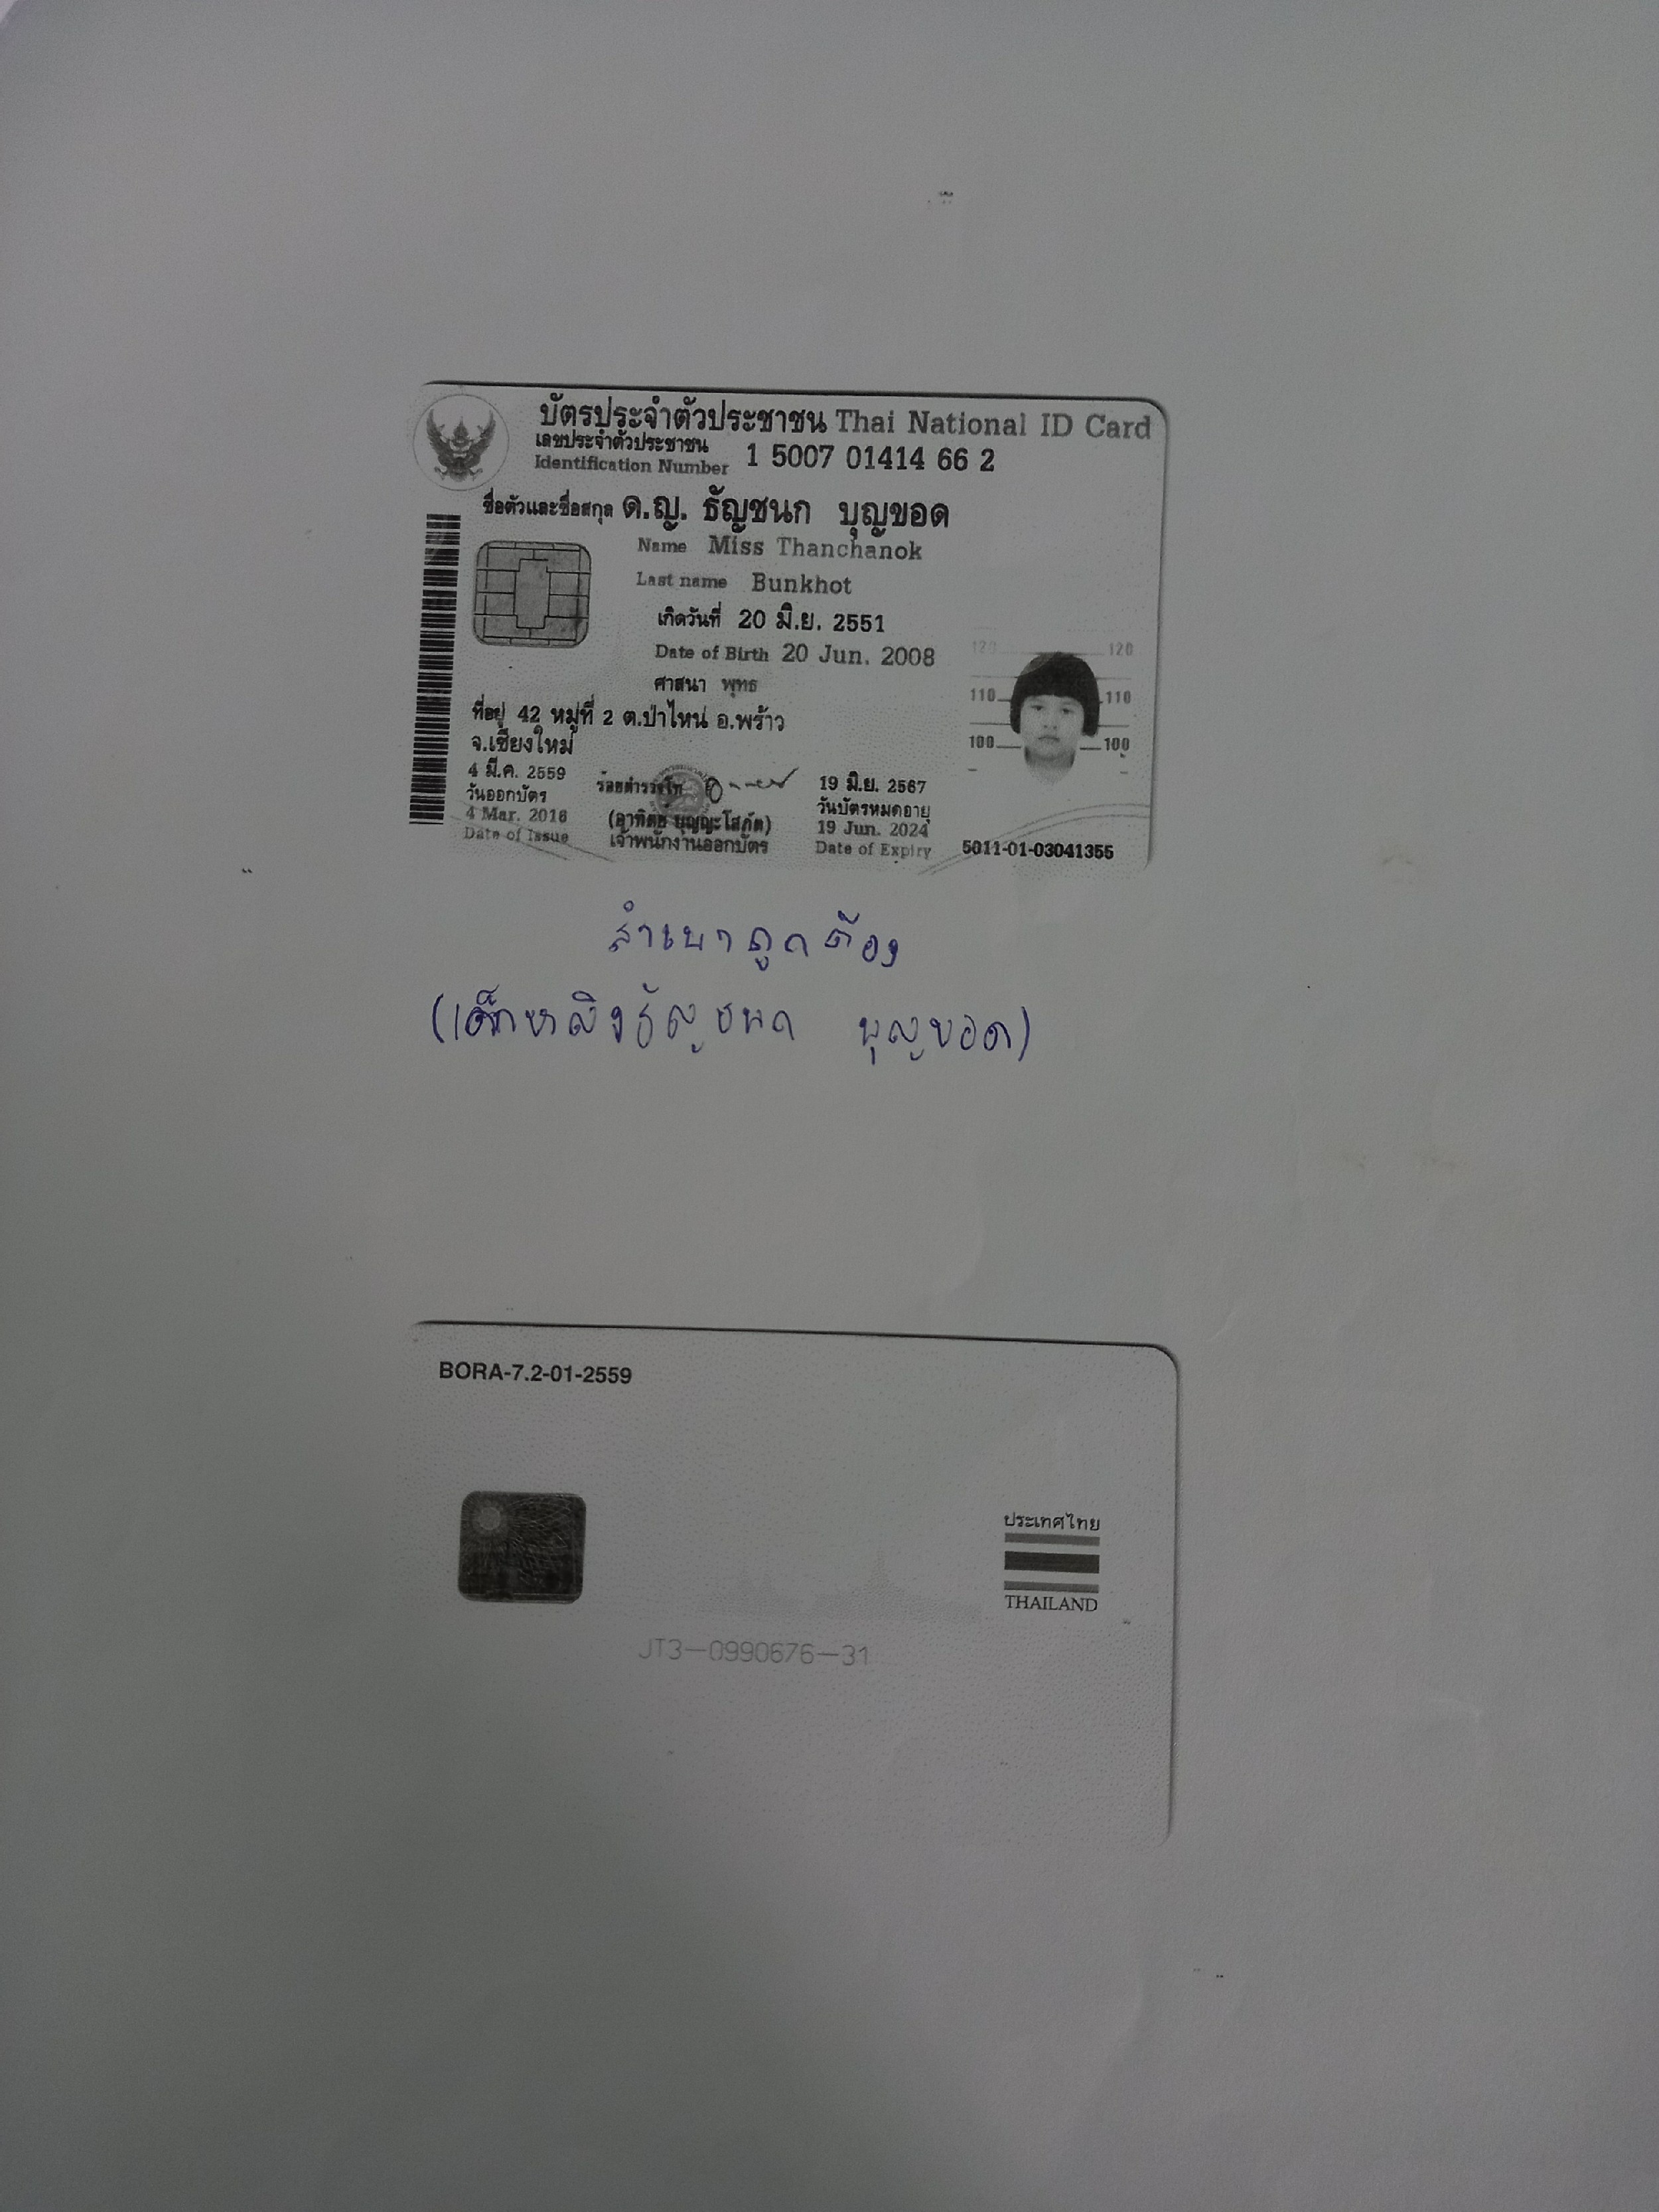 บัตรประจำตัวประชาชน Thai National ID Card
เลขประจำตัวประชาชน
Identification Number 1 5007 01414 66 2
ชื่อตัวและชื่อสกุล ด.ญ. ธัญชนก บุญขอด
Name Miss Thanchanok
Last name Bunkhot
เกิดวันที่ 20 มิ.ย. 2551
Date of Birth 20 Jun. 2008
ศาสนา พุทธ
ที่อยู่ 42 หมู่ที่ 2 ต.ป่าไหน่ อ.พร้าว
จ.เชียงใหม่
120 120
110 110
100 100
4 มี.ค. 2559
วันออกบัตร
4 Mar. 2016
Date of Issue
ร้อยตำรวจโท
(อาทิตย์ บุญญะโสภัต)
เจ้าพนักงานออกบัตร
19 มิ.ย. 2567
วันบัตรหมดอายุ
19 Jun. 2024
Date of Expiry
5011-01-03041355
สำเนาถูกต้อง
(เด็กหญิงธัญชนก บุญขอด)
BORA-7.2-01-2559
ประเทศไทย
THAILAND
JT3-0990676-31